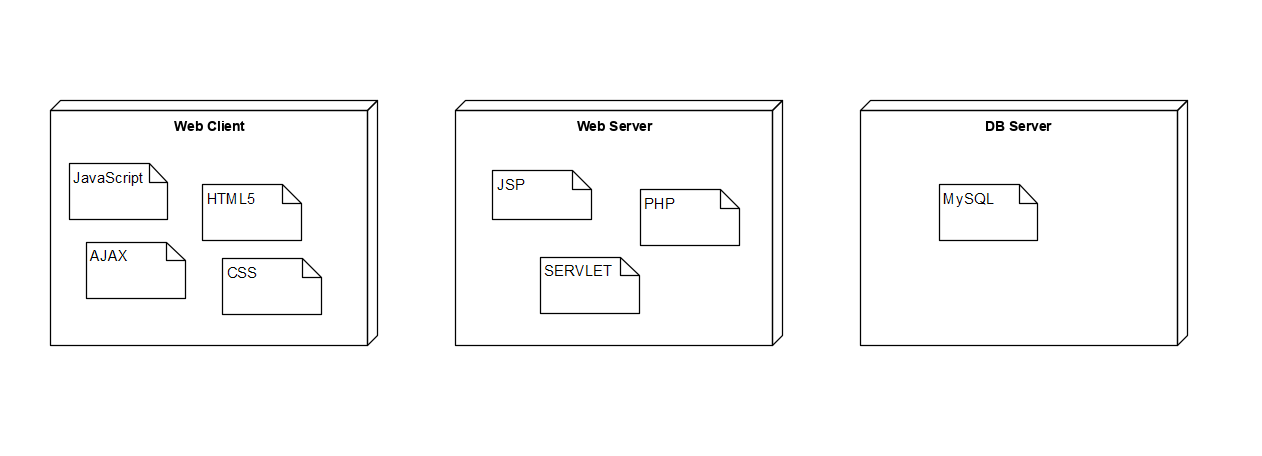 Web Client
JavaScript
HTML5
AJAX
CSS
Web Server
JSP
PHP
SERVLET
DB Server
MySQL